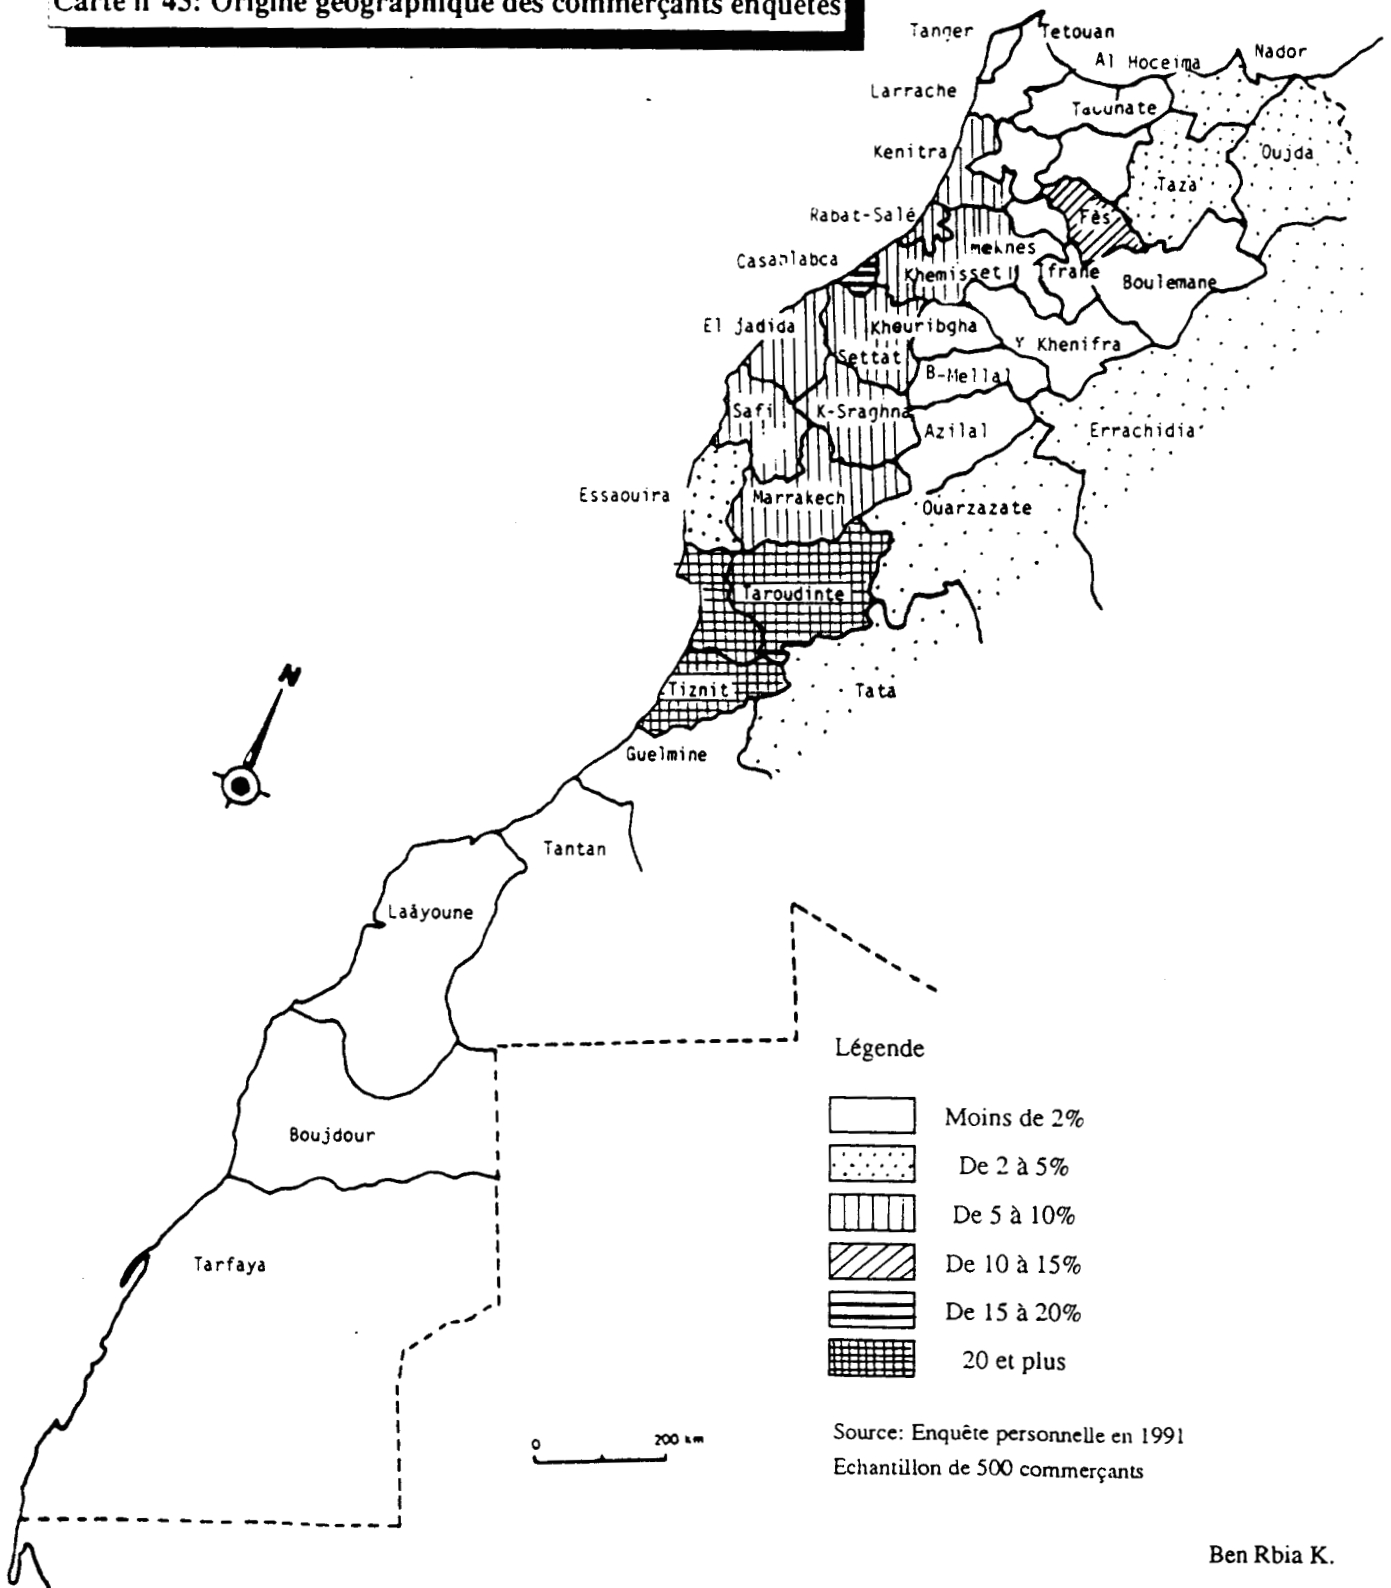 Carte n°43: Origine géographique des commerçants enquêtés
Tanger
Tetouan
Al Hoceima
Nador
Larrache
Taounate
Kenitra
Oujda
Taza
Rabat-Salé
Fès
meknes
Casablabca
Khemisset
Ifrane
Boulemane
El jadida
Khouribgha
Y Khenifra
Settat
B-Mellal
Safi
K-Sraghna
Azilal
Errachidia
Essaouira
Marrakech
Ouarzazate
Taroudinte
Tiznit
Tata
N
Guelmine
Tantan
Laâyoune
Boujdour
Tarfaya
Légende
Moins de 2%
De 2 à 5%
De 5 à 10%
De 10 à 15%
De 15 à 20%
20 et plus
0 200 km
Source: Enquête personnelle en 1991
Echantillon de 500 commerçants
Ben Rbia K.